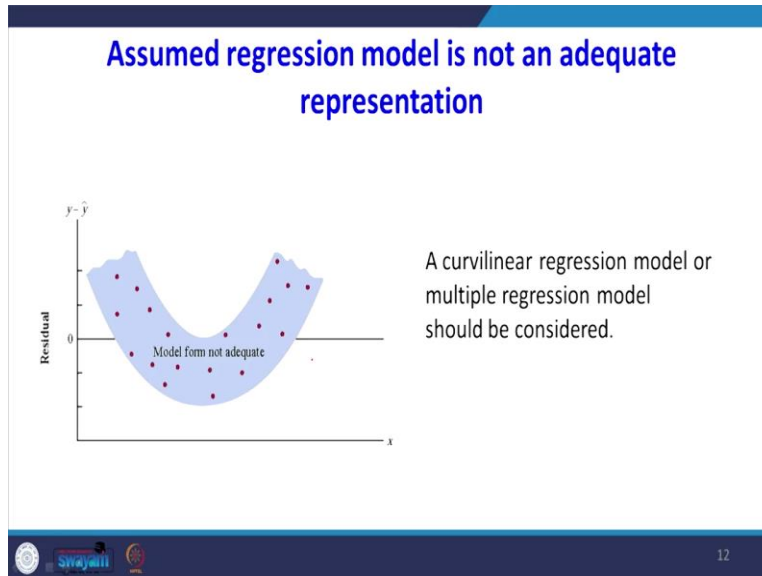 Assumed regression model is not an adequate
representation
y - ŷ
Residual
0
Model form not adequate
x
A curvilinear regression model or
multiple regression model
should be considered.
swayam
12